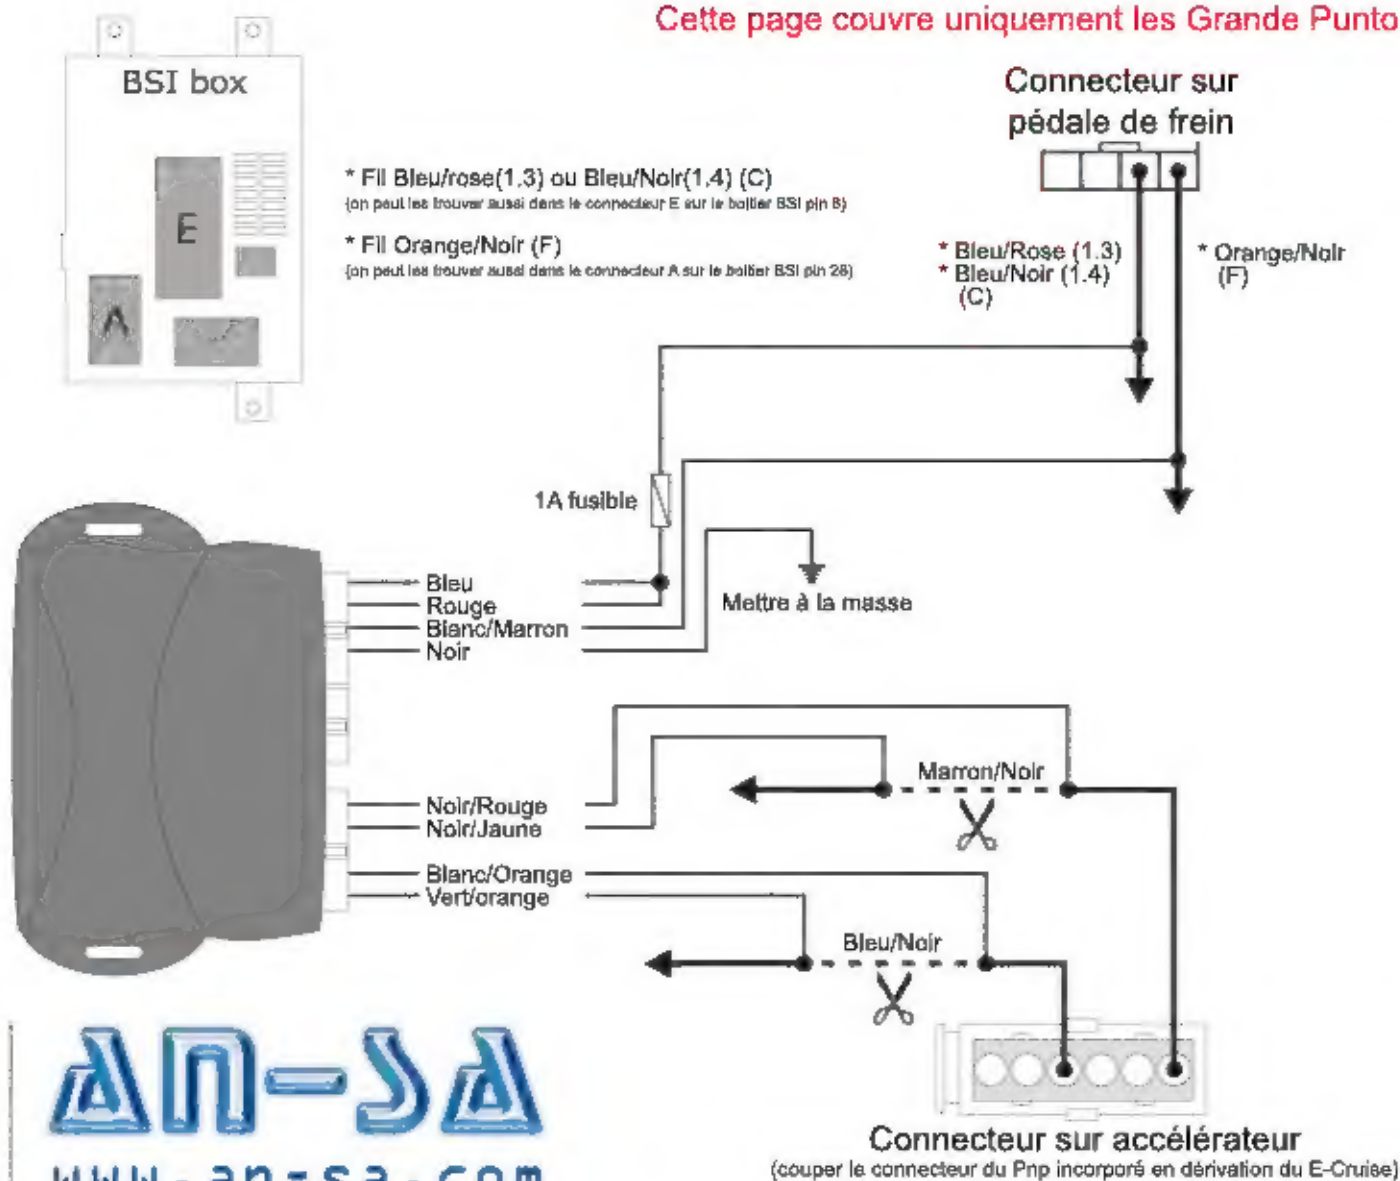 Cette page couvre uniquement les Grande Punto
BSI box
E
A
* Fil Bleu/rose(1.3) ou Bleu/Noir(1.4) (C)
(on peut les trouver aussi dans le connecteur E sur le boitier BSI pin 8)
* Fil Orange/Noir (F)
(on peut les trouver aussi dans le connecteur A sur le boitier BSI pin 28)
Connecteur sur
pédale de frein
* Bleu/Rose (1.3)
* Bleu/Noir (1.4)
(C)
* Orange/Noir
(F)
1A fusible
Mettre à la masse
Bleu
Rouge
Blanc/Marron
Noir
Marron/Noir
Noir/Rouge
Noir/Jaune
Blanc/Orange
Vert/orange
Bleu/Noir
Connecteur sur accélérateur
(couper le connecteur du Pnp incorporé en dérivation du E-Cruise)
AN-SA
www.an-sa.com